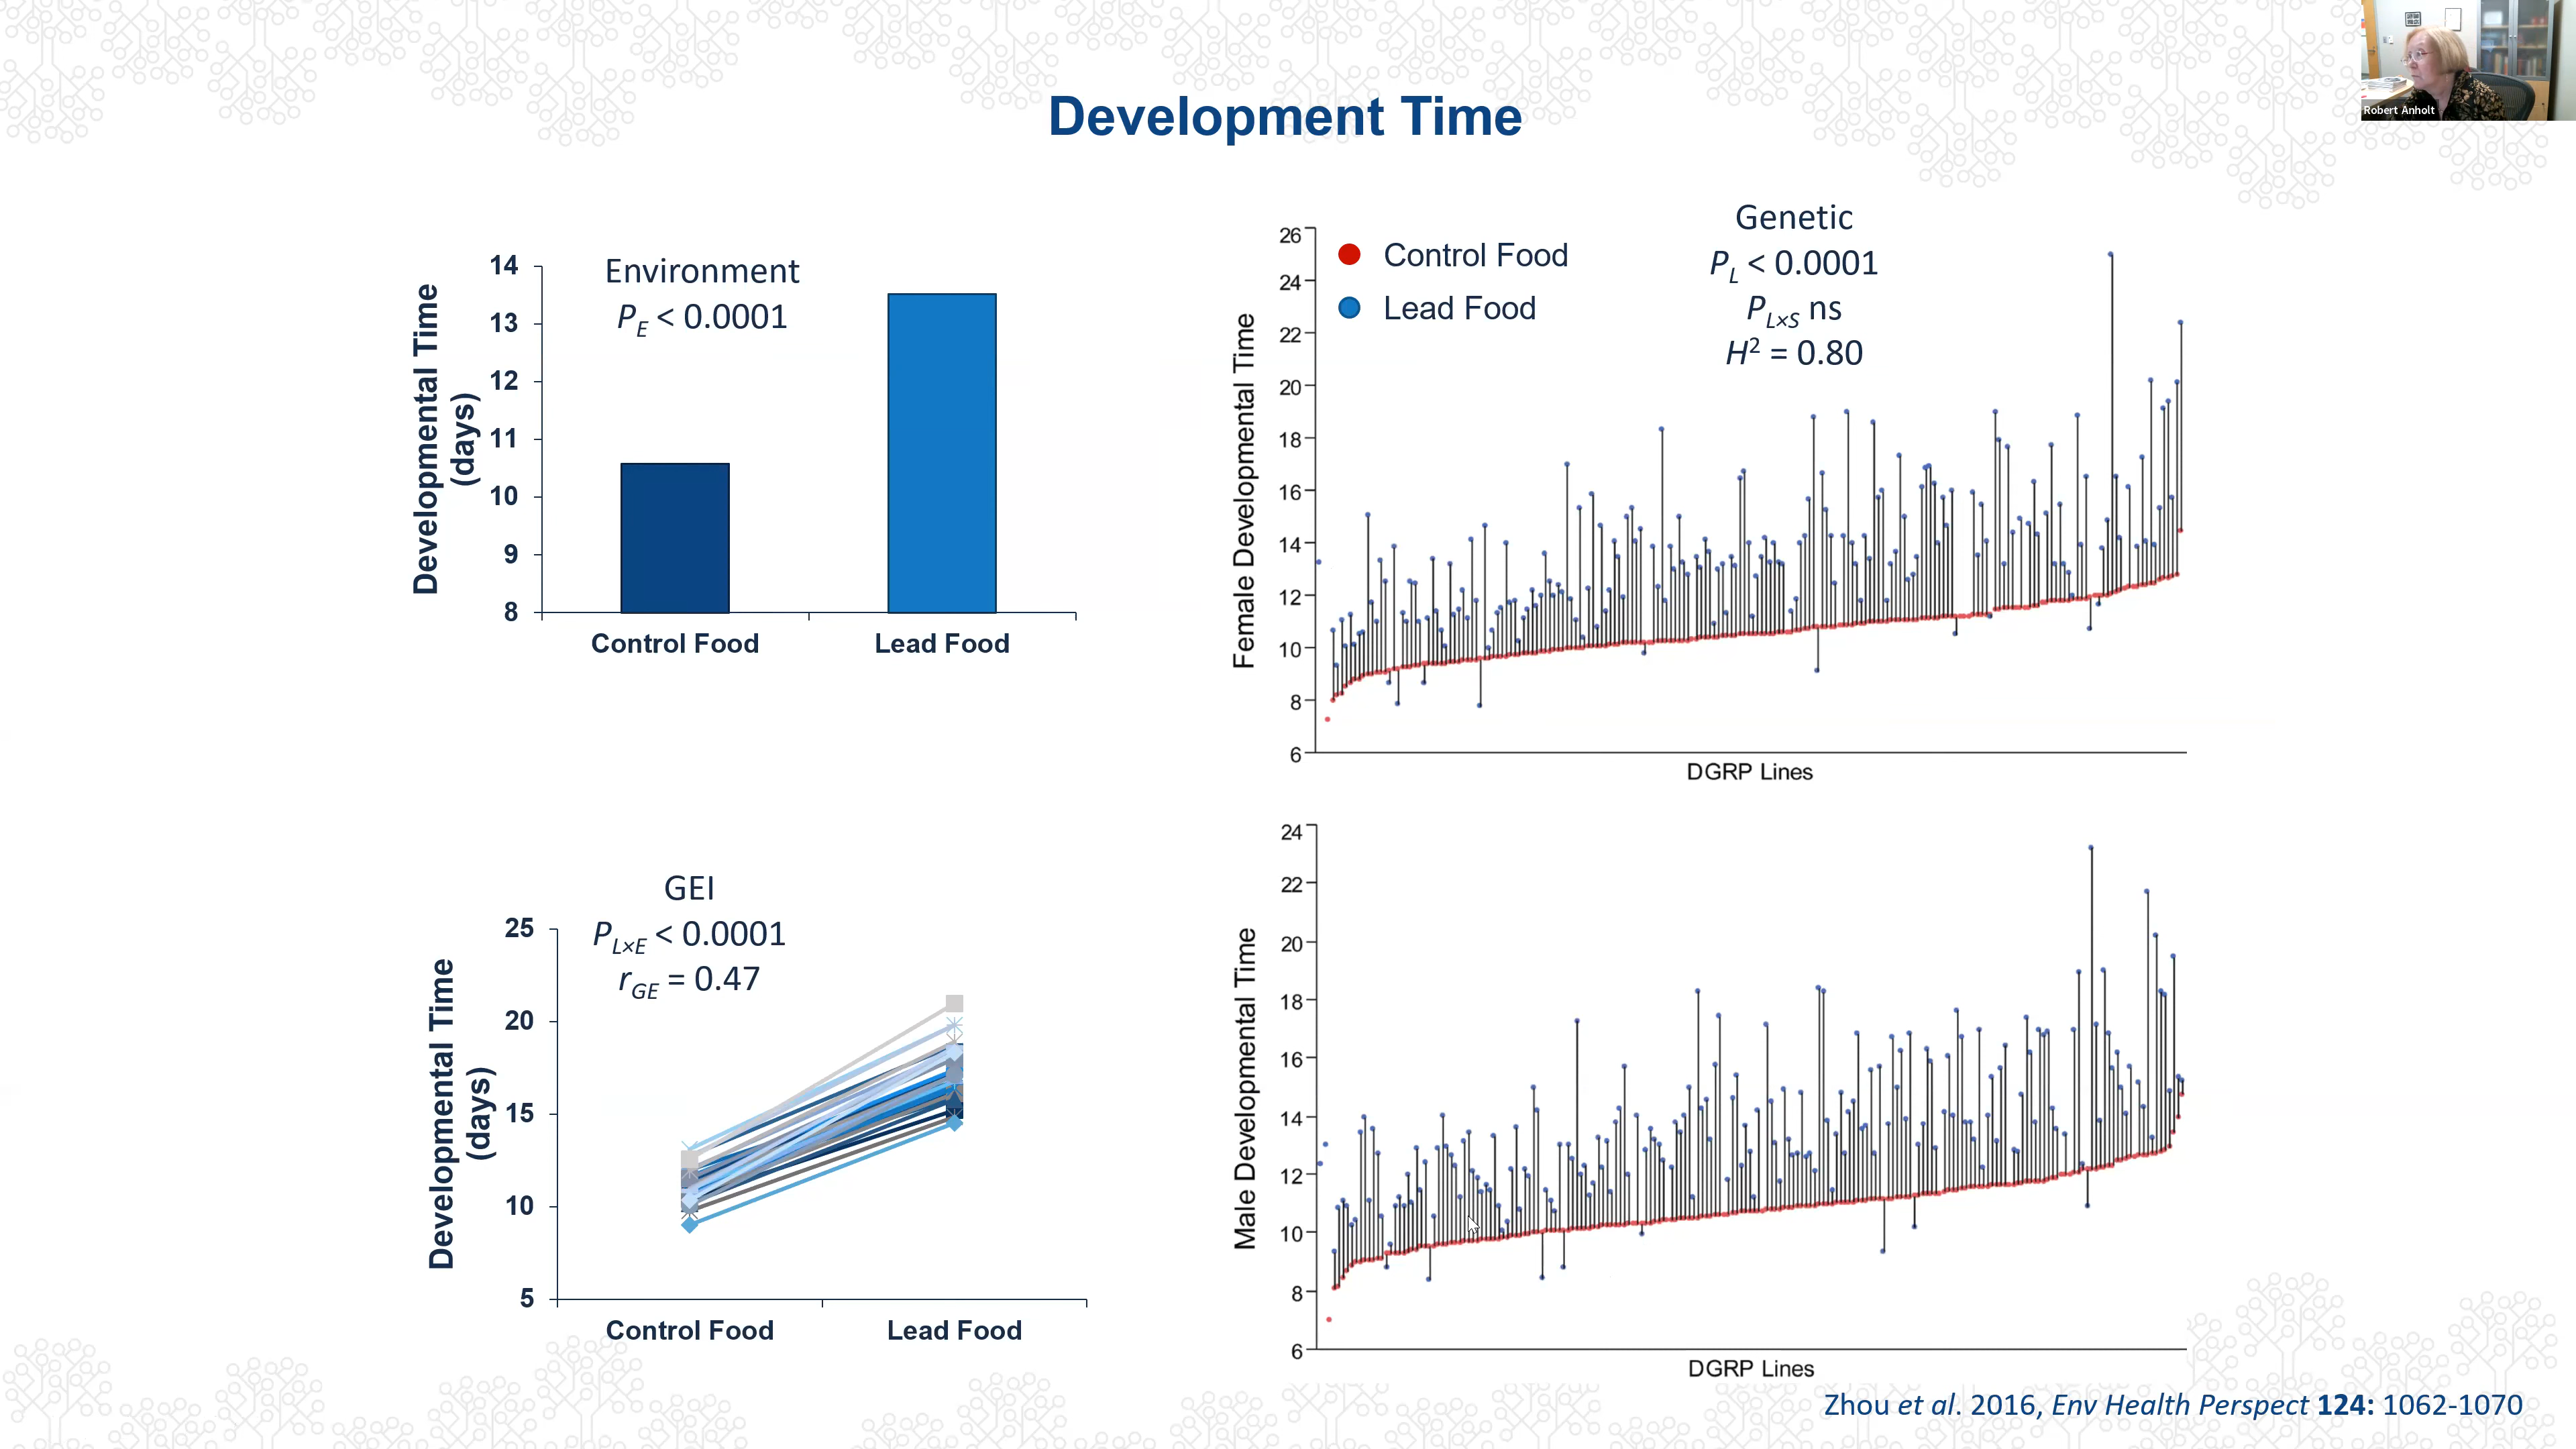 Development Time
Robert Anholt
Environment
P_E < 0.0001
Developmental Time
(days)
14
13
12
11
10
9
8
Control Food
Lead Food
Genetic
P_L < 0.0001
P_L×S ns
H² = 0.80
Control Food
Lead Food
Female Developmental Time
26
24
22
20
18
16
14
12
10
8
6
DGRP Lines
GEI
P_L×E < 0.0001
r_GE = 0.47
Developmental Time
(days)
25
20
15
10
5
Control Food
Lead Food
Male Developmental Time
24
22
20
18
16
14
12
10
8
6
DGRP Lines
Zhou et al. 2016, Env Health Perspect 124: 1062-1070